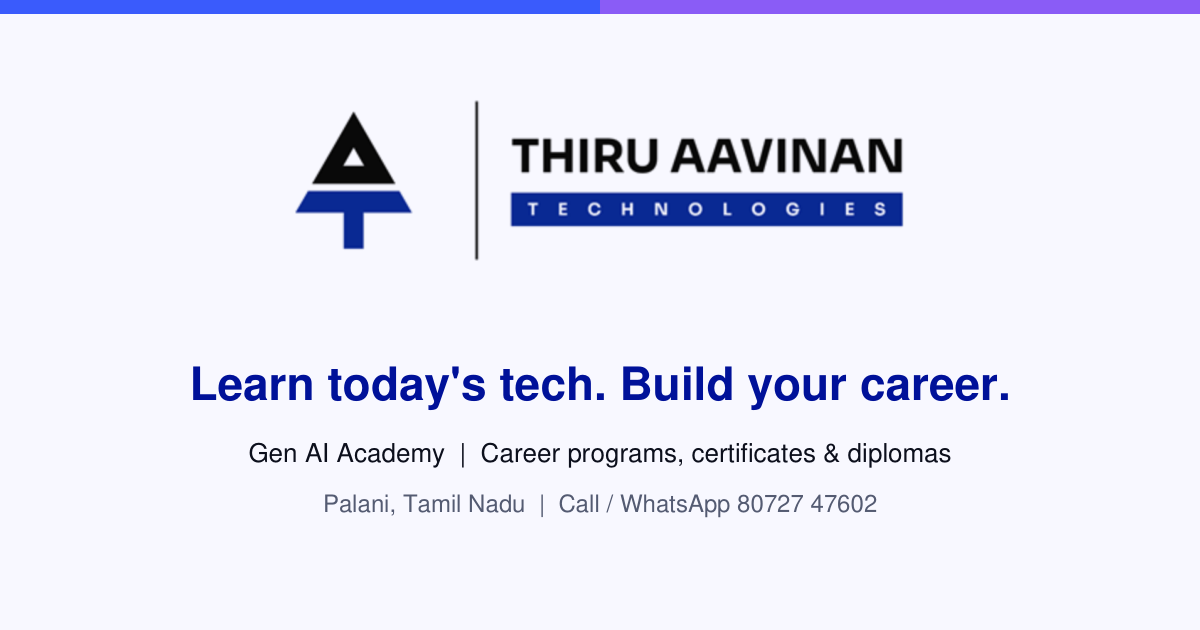 THIRU AAVINAN
TECHNOLOGIES
Learn today's tech. Build your career.
Gen AI Academy | Career programs, certificates & diplomas
Palani, Tamil Nadu | Call / WhatsApp 80727 47602